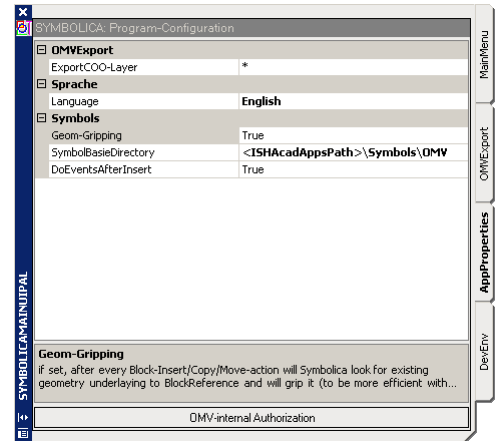 SYMBOLICA: Program-Configuration
OMVExport
ExportCOO-Layer *
Sprache
Language English
Symbols
Geom-Gripping True
SymbolBasieDirectory <ISHAcadAppsPath>\Symbols\OMV
DoEventsAfterInsert True
Geom-Gripping
if set, after every Block-Insert/Copy/Move-action will Symbolica look for existing
geometry underlaying to BlockReference and will grip it (to be more efficient with...
OMV-internal Authorization
SYMBOLICAMAINUIPAL
MainMenu
OMVExport
AppProperties
DevEnv